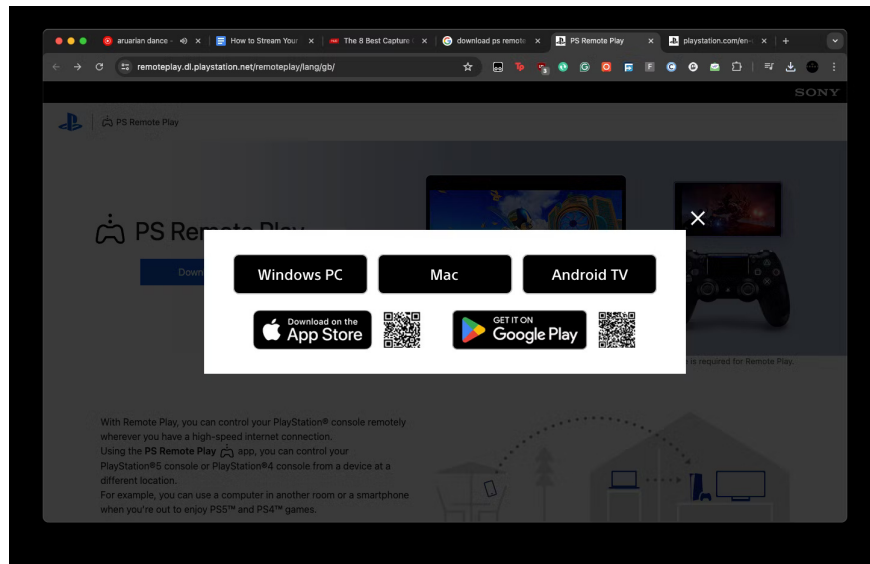 aruarian dance -
How to Stream Your
The 8 Best Capture
download ps remote
PS Remote Play
playstation.com/en-
remoteplay.dl.playstation.net/remoteplay/lang/gb/
SONY
PS Remote Play
PS Remote Play
Down
Windows PC
Mac
Android TV
Download on the
App Store
GET IT ON
Google Play
is required for Remote Play.
With Remote Play, you can control your PlayStation® console remotely
wherever you have a high-speed internet connection.
Using the PS Remote Play app, you can control your
PlayStation®5 console or PlayStation®4 console from a device at a
different location.
For example, you can use a computer in another room or a smartphone
when you're out to enjoy PS5™ and PS4™ games.